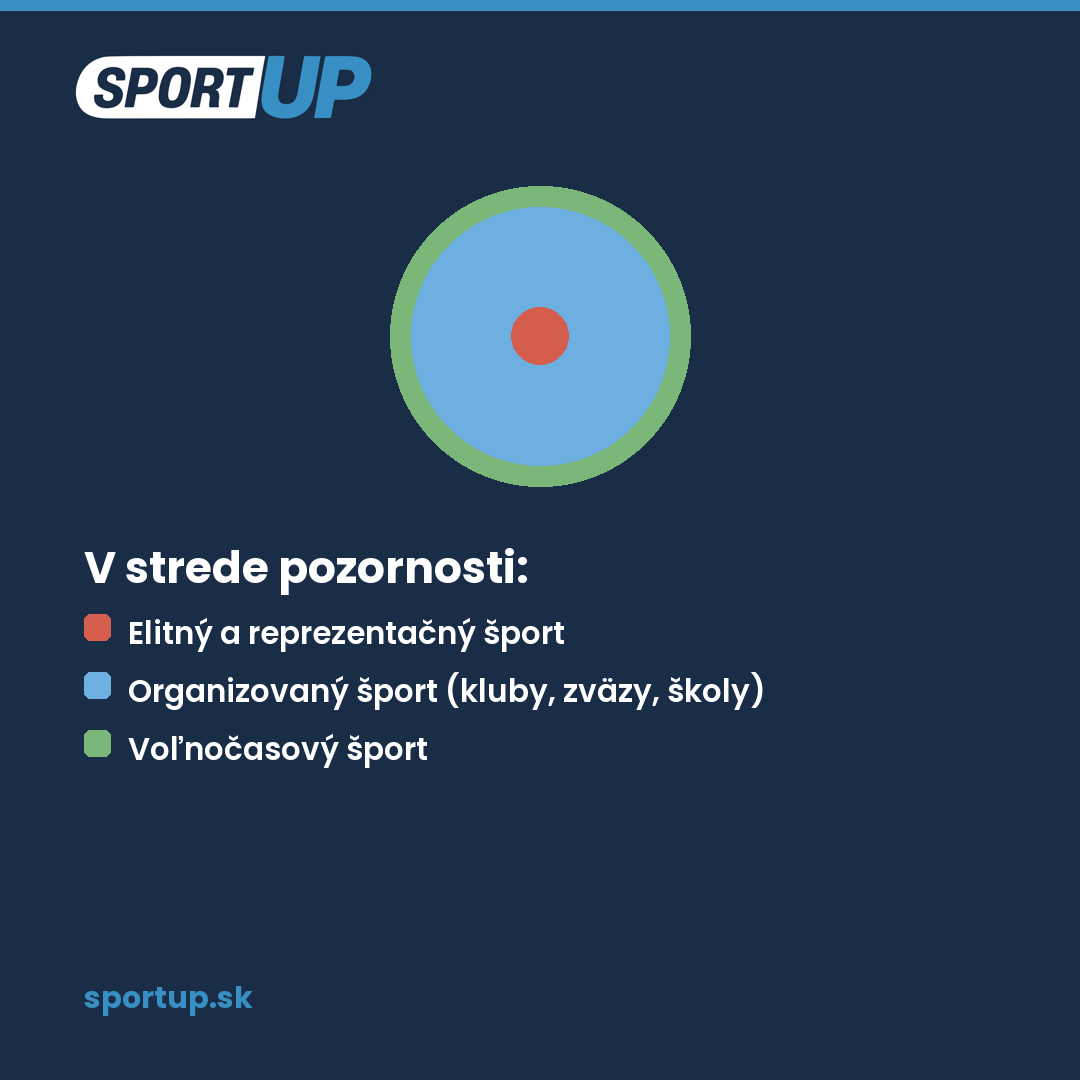 SPORTUP
V strede pozornosti:
Elitný a reprezentačný šport
Organizovaný šport (kluby, zväzy, školy)
Voľnočasový šport
sportup.sk